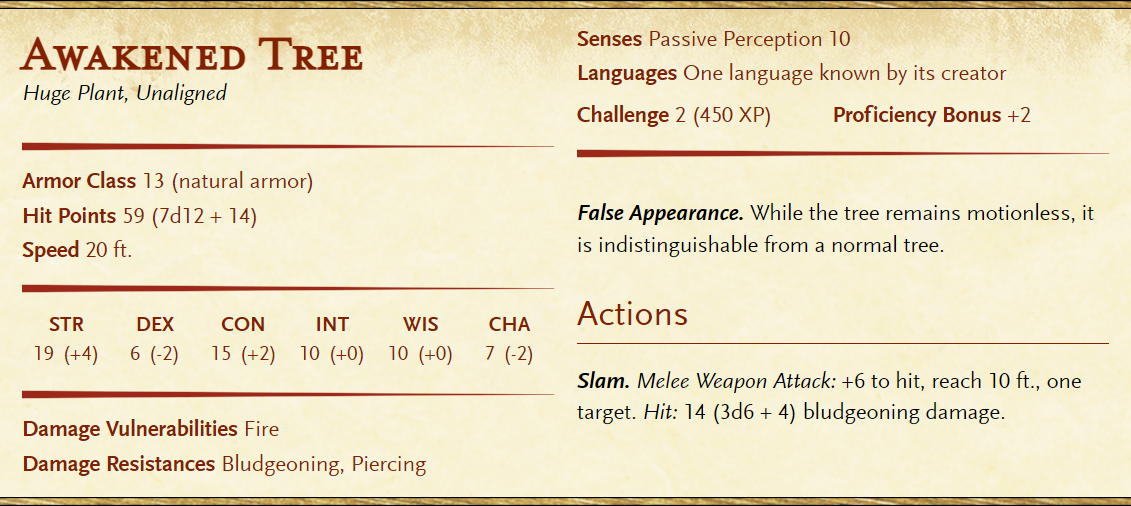 Awakened Tree
Huge Plant, Unaligned
Armor Class 13 (natural armor)
Hit Points 59 (7d12 + 14)
Speed 20 ft.
STR DEX CON INT WIS CHA
19 (+4) 6 (-2) 15 (+2) 10 (+0) 10 (+0) 7 (-2)
Damage Vulnerabilities Fire
Damage Resistances Bludgeoning, Piercing
Senses Passive Perception 10
Languages One language known by its creator
Challenge 2 (450 XP) Proficiency Bonus +2
False Appearance. While the tree remains motionless, it
is indistinguishable from a normal tree.
Actions
Slam. Melee Weapon Attack: +6 to hit, reach 10 ft., one
target. Hit: 14 (3d6 + 4) bludgeoning damage.